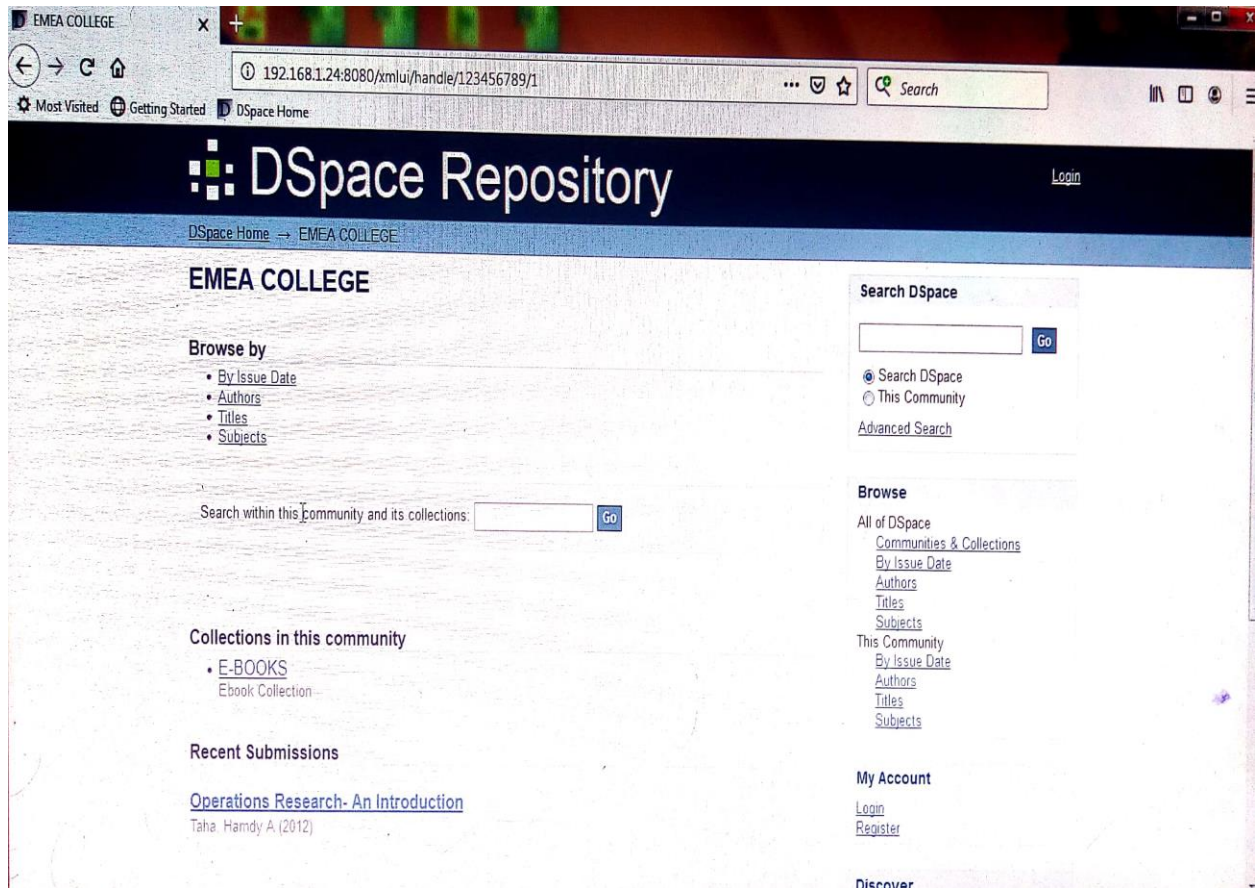 EMEA COLLEGE
192.168.1.24:8080/xmlui/handle/123456789/1
Search
Most Visited Getting Started DSpace Home
DSpace Repository
Login
DSpace Home → EMEA COLLEGE
EMEA COLLEGE
Browse by
• By Issue Date
• Authors
• Titles
• Subjects
Search within this community and its collections: Go
Collections in this community
• E-BOOKS
Ebook Collection
Recent Submissions
Operations Research- An Introduction
Taha, Hamdy A (2012)
Search DSpace
Go
Search DSpace
This Community
Advanced Search
Browse
All of DSpace
Communities & Collections
By Issue Date
Authors
Titles
Subjects
This Community
By Issue Date
Authors
Titles
Subjects
My Account
Login
Register
Discover